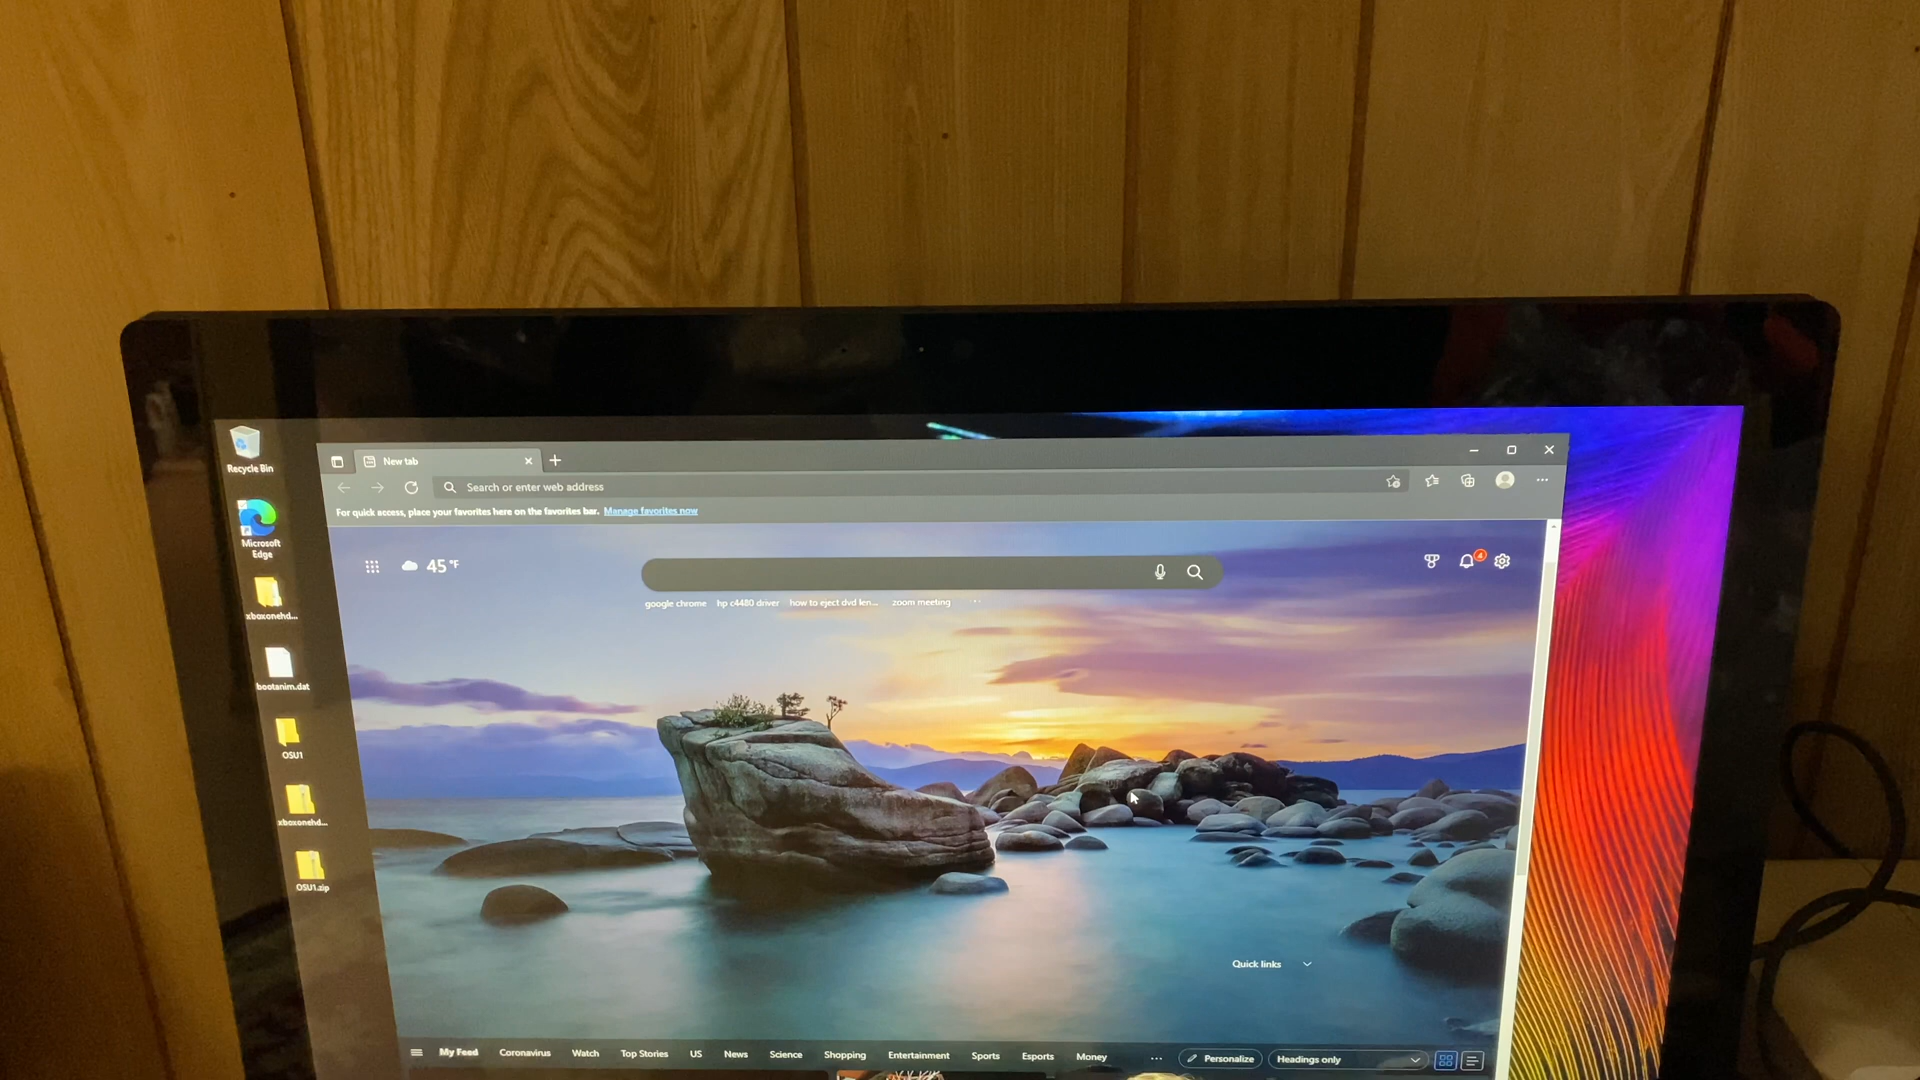 Recycle Bin
Microsoft
Edge
xboxonehd...
bootanim.dat
OSU1
xboxonehd...
OSU1.zip
New tab
Search or enter web address
For quick access, place your favorites here on the favorites bar. Manage favorites now
45 °F
4
google chrome hp c4480 driver how to eject dvd len... zoom meeting
Quick links
My Feed Coronavirus Watch Top Stories US News Science Shopping Entertainment Sports Esports Money ... Personalize Headings only